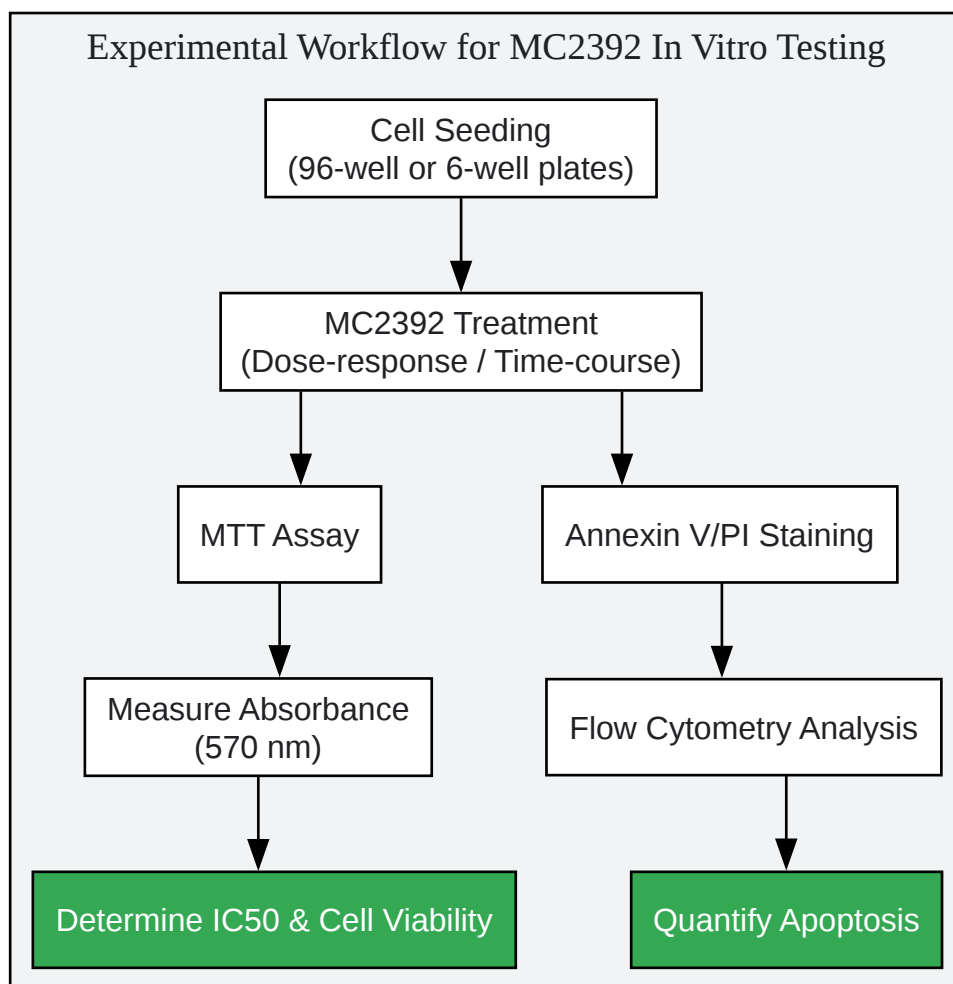 Experimental Workflow for MC2392 In Vitro Testing
Cell Seeding
(96-well or 6-well plates)
MC2392 Treatment
(Dose-response / Time-course)
MTT Assay
Annexin V/PI Staining
Measure Absorbance
(570 nm)
Flow Cytometry Analysis
Determine IC50 & Cell Viability
Quantify Apoptosis